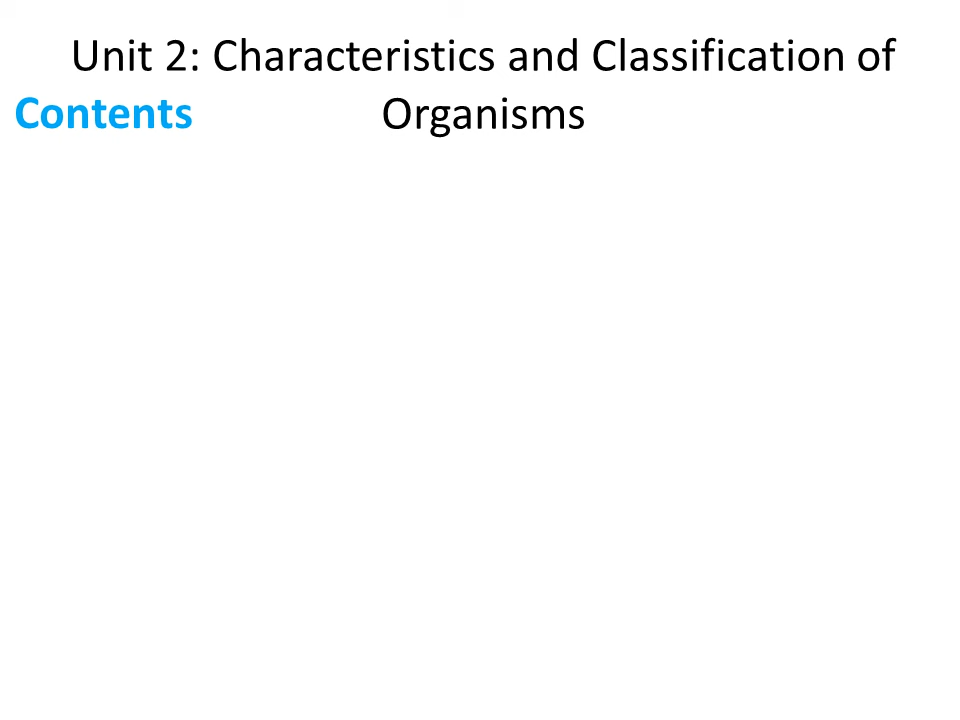 Unit 2: Characteristics and Classification of
Organisms
Contents